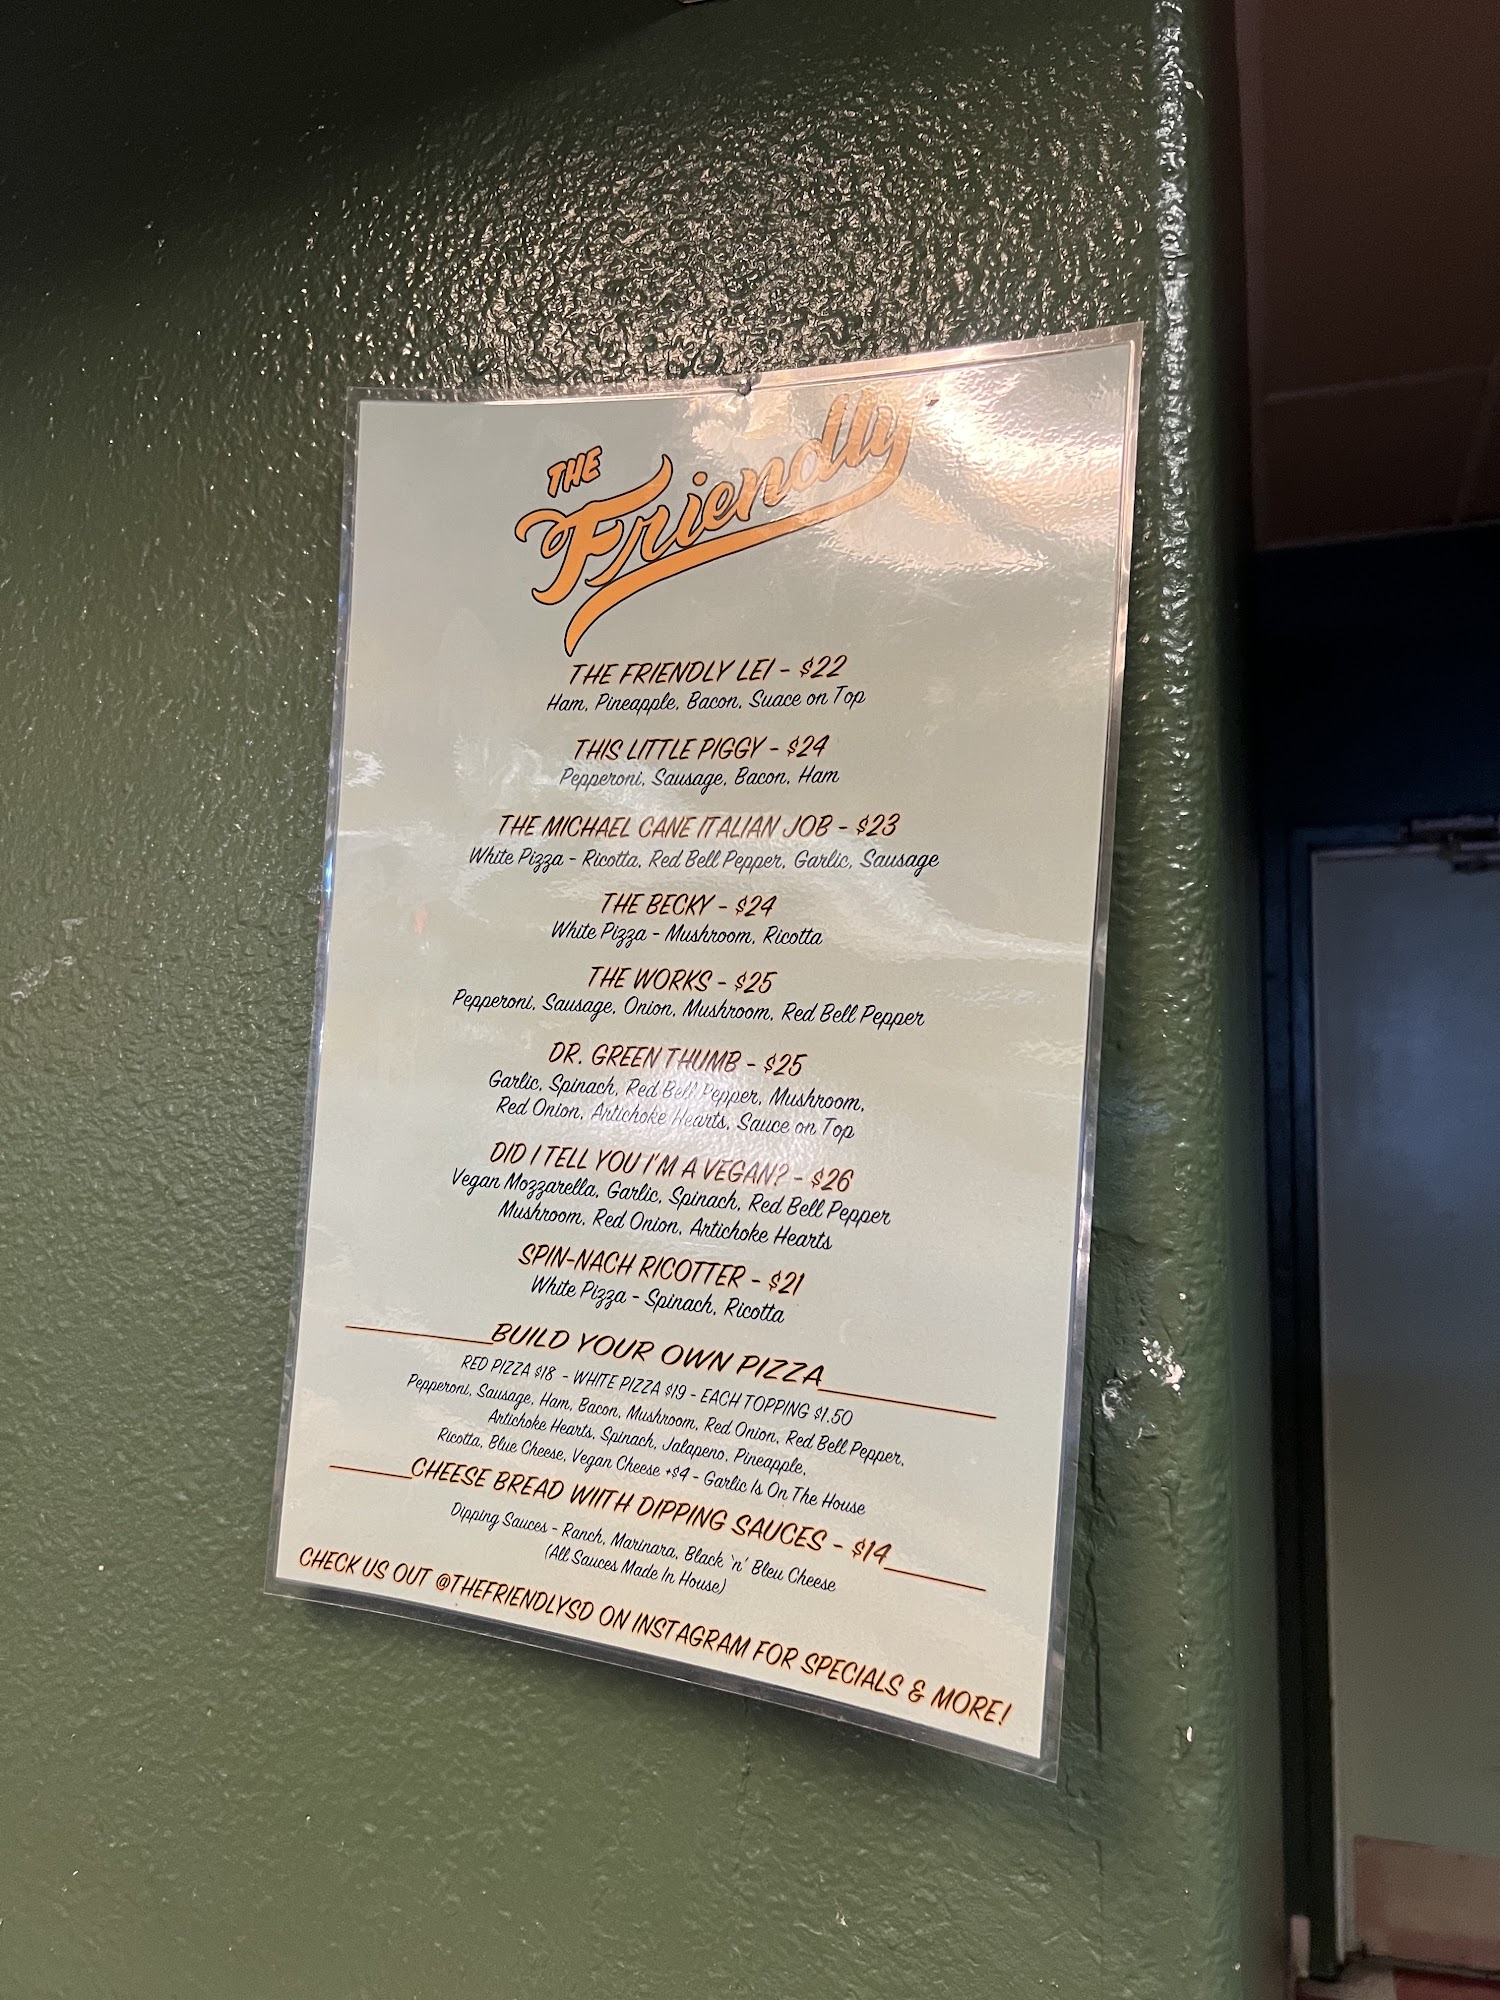 THE Friendly
THE FRIENDLY LEI - $22
Ham, Pineapple, Bacon, Suace on Top
THIS LITTLE PIGGY - $24
Pepperoni, Sausage, Bacon, Ham
THE MICHAEL CANE ITALIAN JOB - $23
White Pizza - Ricotta, Red Bell Pepper, Garlic, Sausage
THE BECKY - $24
White Pizza - Mushroom, Ricotta
THE WORKS - $25
Pepperoni, Sausage, Onion, Mushroom, Red Bell Pepper
DR. GREEN THUMB - $25
Garlic, Spinach, Red Bell Pepper, Mushroom,
Red Onion, Artichoke Hearts, Sauce on Top
DID I TELL YOU I'M A VEGAN? - $26
Vegan Mozzarella, Garlic, Spinach, Red Bell Pepper
Mushroom, Red Onion, Artichoke Hearts
SPIN-NACH RICOTTER - $21
White Pizza - Spinach, Ricotta
BUILD YOUR OWN PIZZA
RED PIZZA $18 - WHITE PIZZA $19 - EACH TOPPING $1.50
Pepperoni, Sausage, Ham, Bacon, Mushroom, Red Onion, Red Bell Pepper,
Artichoke Hearts, Spinach, Jalapeno, Pineapple,
Ricotta, Blue Cheese, Vegan Cheese +$4 - Garlic Is On The House
CHEESE BREAD WIITH DIPPING SAUCES - $14
Dipping Sauces - Ranch, Marinara, Black 'n' Bleu Cheese
(All Sauces Made In House)
CHECK US OUT @THEFRIENDLYSD ON INSTAGRAM FOR SPECIALS & MORE!